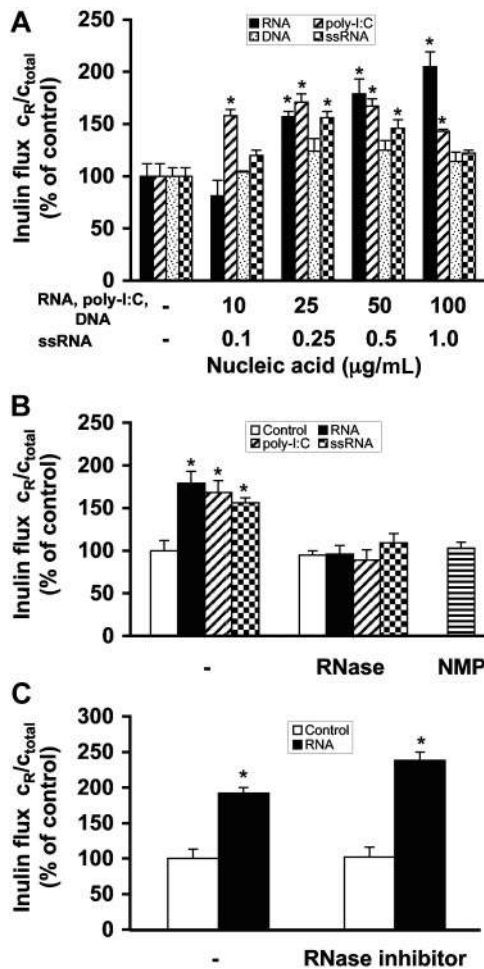 A
RNA poly-I:C
DNA ssRNA
Inulin flux cR/ctotal
(% of control)
250
200
150
100
50
0
* * * * * * * * * *
RNA, poly-I:C,
DNA
- 10 25 50 100
ssRNA - 0.1 0.25 0.5 1.0
Nucleic acid (μg/mL)
B
Control RNA
poly-I:C ssRNA
Inulin flux cR/ctotal
(% of control)
250
200
150
100
50
0
* * *
- RNase NMP
C
Control
RNA
Inulin flux cR/ctotal
(% of control)
300
250
200
150
100
50
0
* *
- RNase inhibitor